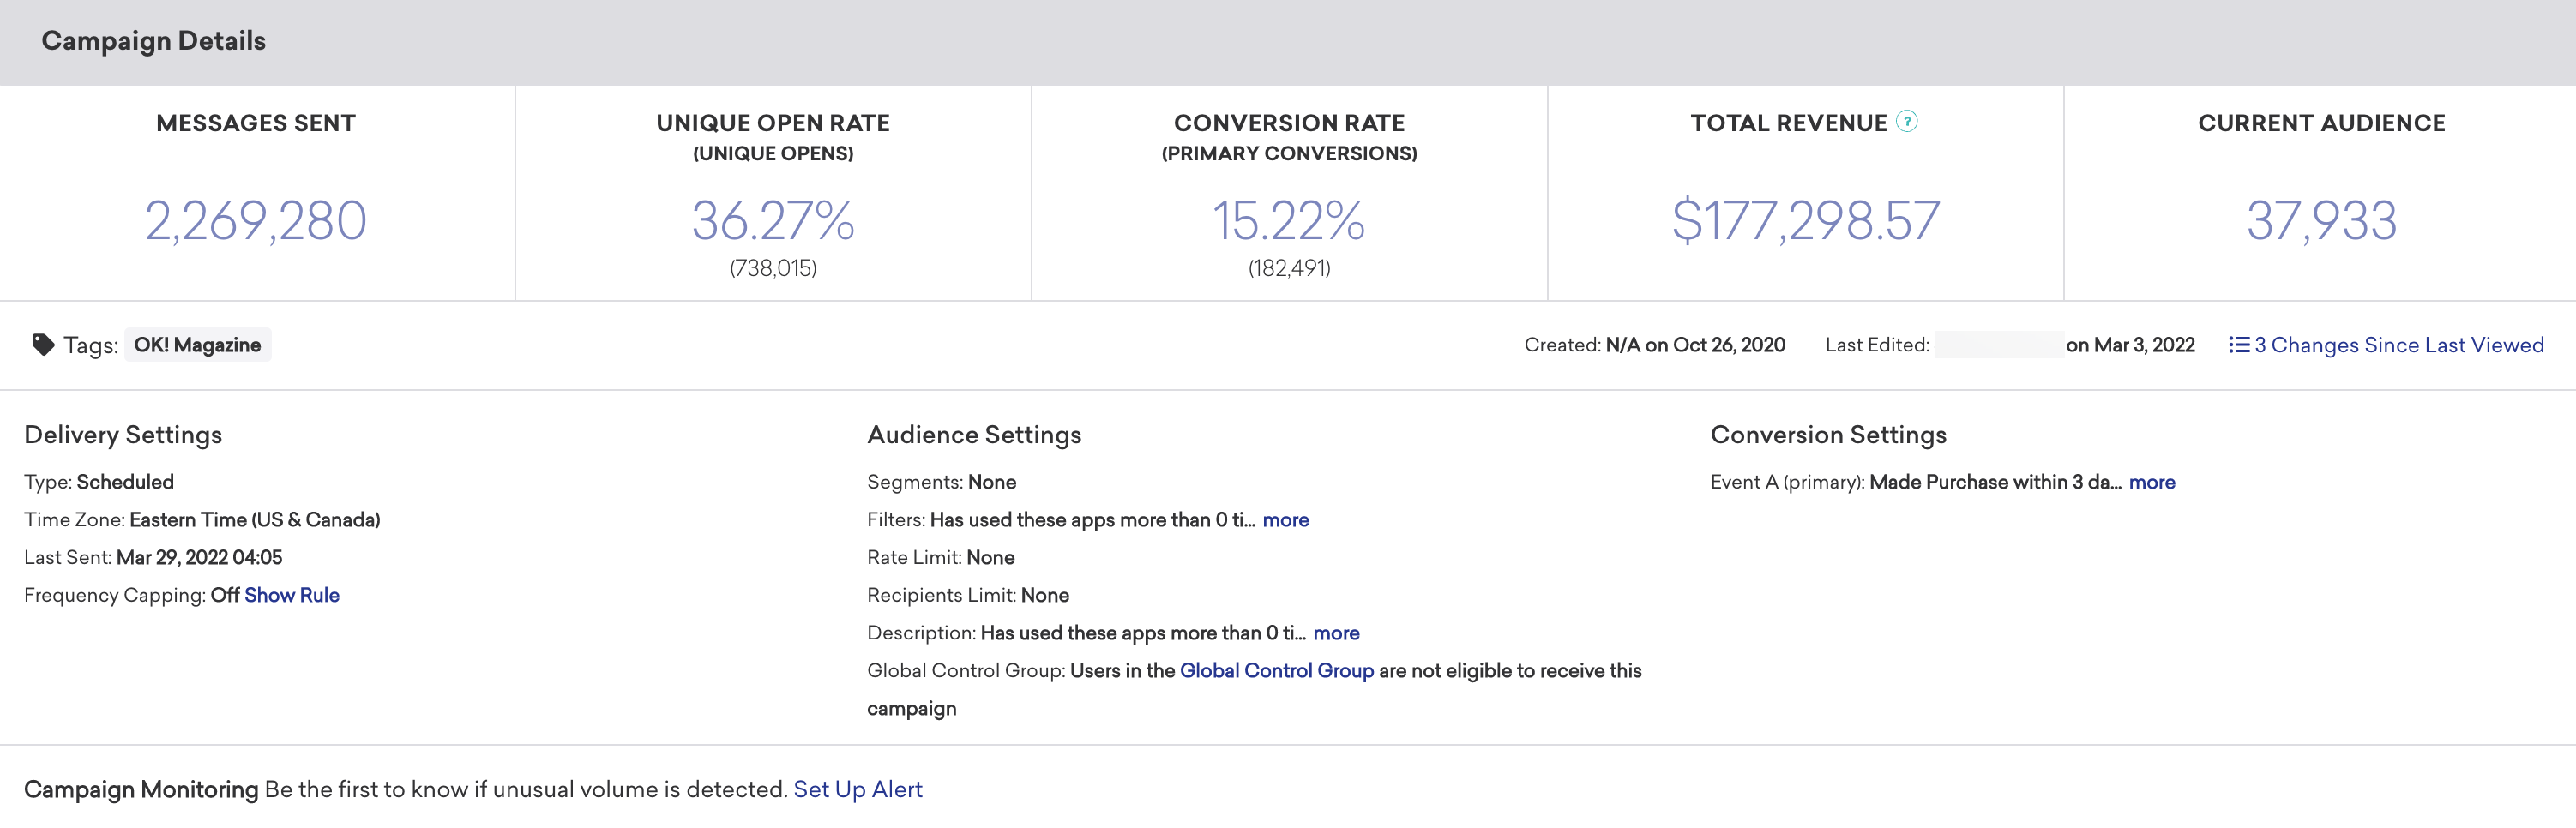 Campaign Details
MESSAGES SENT
2,269,280
UNIQUE OPEN RATE
(UNIQUE OPENS)
36.27%
(738,015)
CONVERSION RATE
(PRIMARY CONVERSIONS)
15.22%
(182,491)
TOTAL REVENUE ?
$177,298.57
CURRENT AUDIENCE
37,933
Tags: OK! Magazine
Created: N/A on Oct 26, 2020
Last Edited: on Mar 3, 2022
3 Changes Since Last Viewed
Delivery Settings
Type: Scheduled
Time Zone: Eastern Time (US & Canada)
Last Sent: Mar 29, 2022 04:05
Frequency Capping: Off Show Rule
Audience Settings
Segments: None
Filters: Has used these apps more than 0 ti... more
Rate Limit: None
Recipients Limit: None
Description: Has used these apps more than 0 ti... more
Global Control Group: Users in the Global Control Group are not eligible to receive this
campaign
Conversion Settings
Event A (primary): Made Purchase within 3 da... more
Campaign Monitoring Be the first to know if unusual volume is detected. Set Up Alert